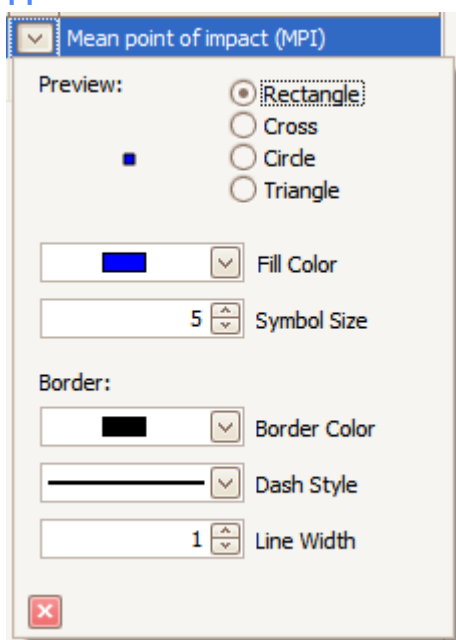 Mean point of impact (MPI)
Preview:
Rectangle
Cross
Circle
Triangle
Fill Color
5 Symbol Size
Border:
Border Color
Dash Style
1 Line Width